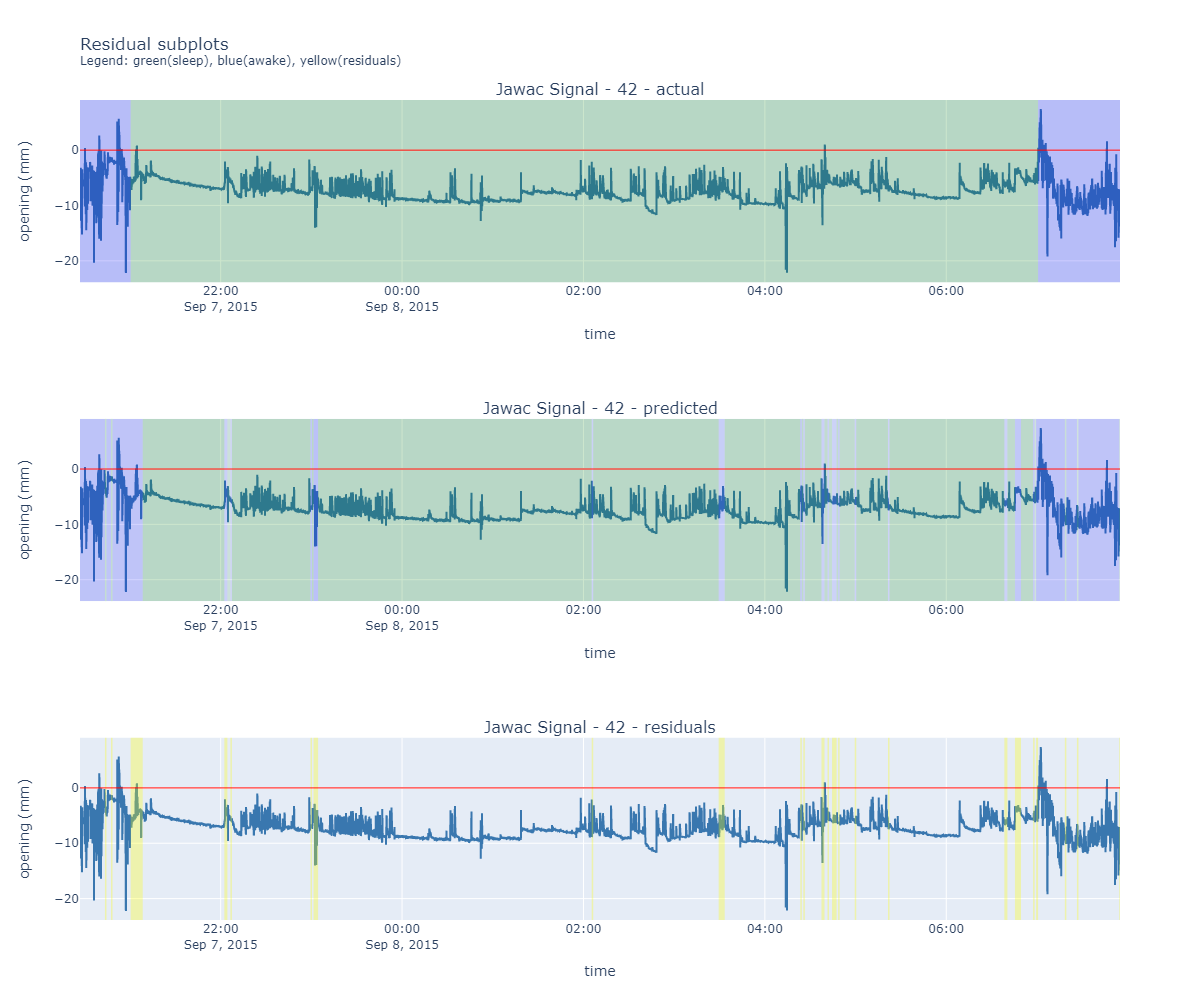 Residual subplots
Legend: green(sleep), blue(awake), yellow(residuals)
Jawac Signal - 42 - actual
opening (mm)
0
−10
−20
22:00
Sep 7, 2015
00:00
Sep 8, 2015
02:00
04:00
06:00
time
Jawac Signal - 42 - predicted
opening (mm)
0
−10
−20
22:00
Sep 7, 2015
00:00
Sep 8, 2015
02:00
04:00
06:00
time
Jawac Signal - 42 - residuals
opening (mm)
0
−10
−20
22:00
Sep 7, 2015
00:00
Sep 8, 2015
02:00
04:00
06:00
time